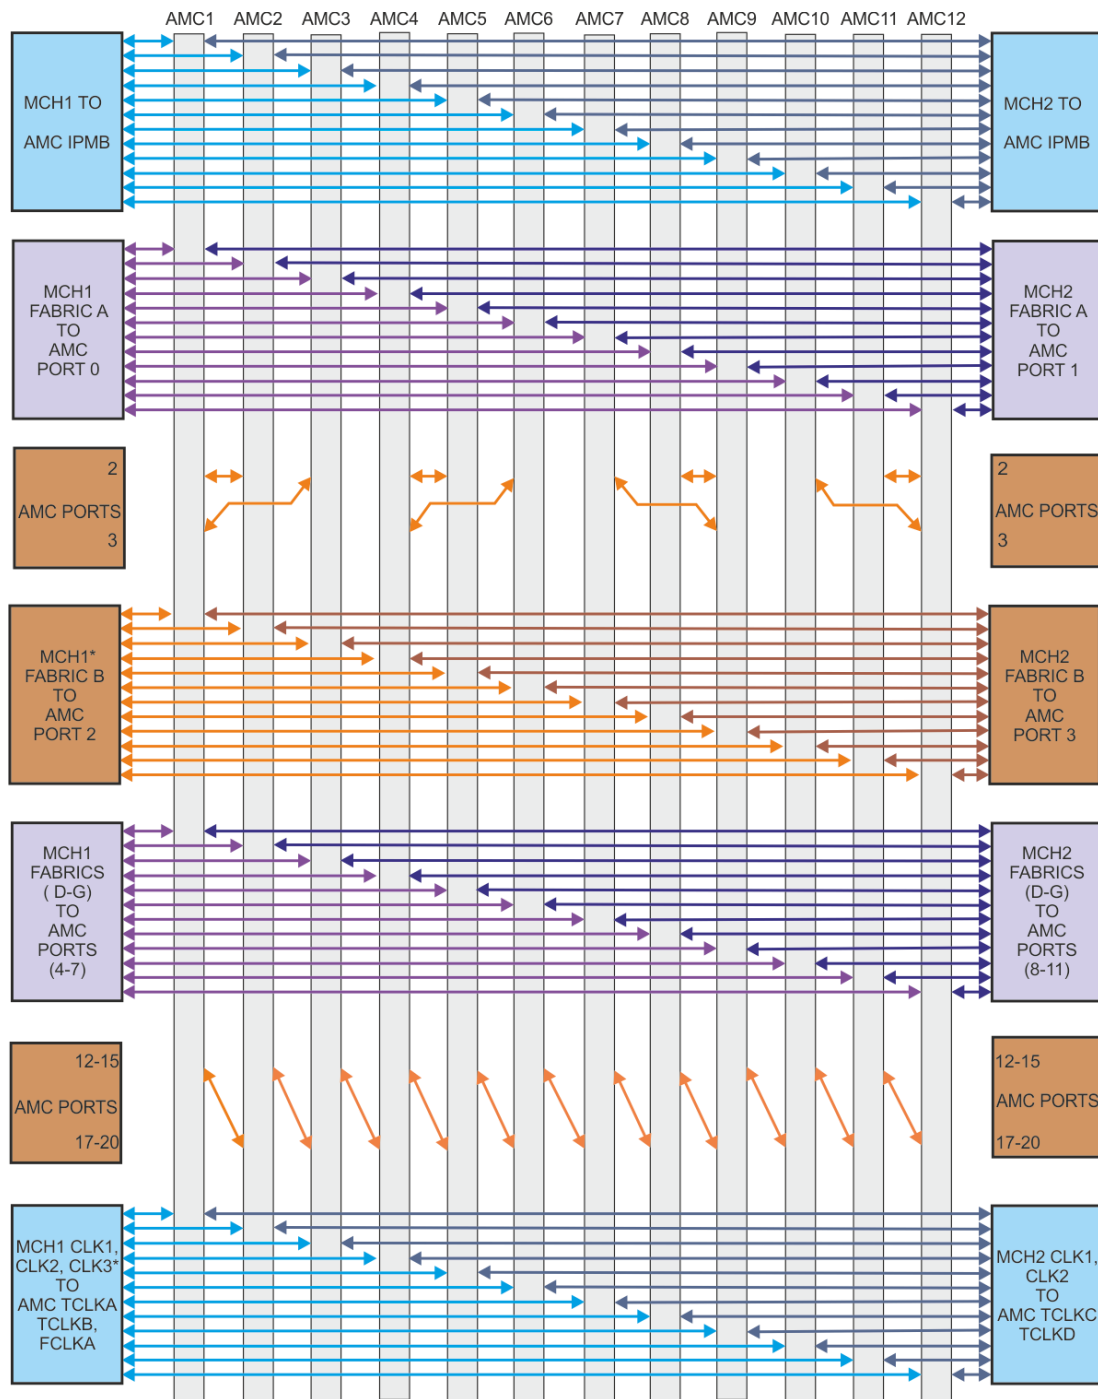 AMC1 AMC2 AMC3 AMC4 AMC5 AMC6 AMC7 AMC8 AMC9 AMC10 AMC11 AMC12
MCH1 TO
AMC IPMB
MCH2 TO
AMC IPMB
MCH1
FABRIC A
TO
AMC
PORT 0
MCH2
FABRIC A
TO
AMC
PORT 1
2
AMC PORTS
3
2
AMC PORTS
3
MCH1*
FABRIC B
TO
AMC
PORT 2
MCH2
FABRIC B
TO
AMC
PORT 3
MCH1
FABRICS
( D-G)
TO
AMC
PORTS
(4-7)
MCH2
FABRICS
(D-G)
TO
AMC
PORTS
(8-11)
12-15
AMC PORTS
17-20
12-15
AMC PORTS
17-20
MCH1 CLK1,
CLK2, CLK3*
TO
AMC TCLKA
TCLKB,
FCLKA
MCH2 CLK1,
CLK2
TO
AMC TCLKC
TCLKD